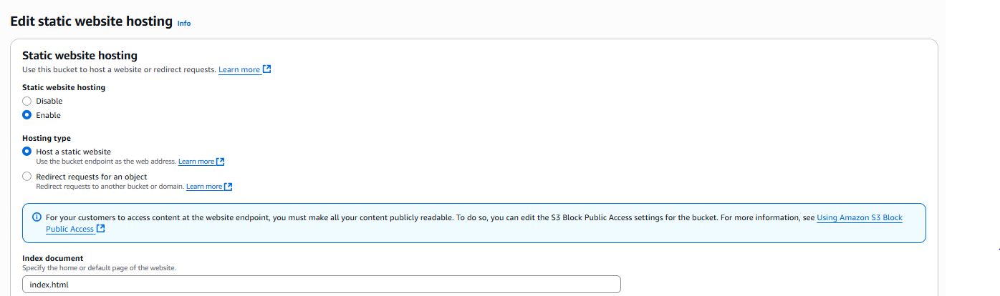 Edit static website hosting Info
Static website hosting
Use this bucket to host a website or redirect requests. Learn more
Static website hosting
Disable
Enable
Hosting type
Host a static website
Use the bucket endpoint as the web address. Learn more
Redirect requests for an object
Redirect requests to another bucket or domain. Learn more
For your customers to access content at the website endpoint, you must make all your content publicly readable. To do so, you can edit the S3 Block Public Access settings for the bucket. For more information, see Using Amazon S3 Block
Public Access
Index document
Specify the home or default page of the website.
index.html